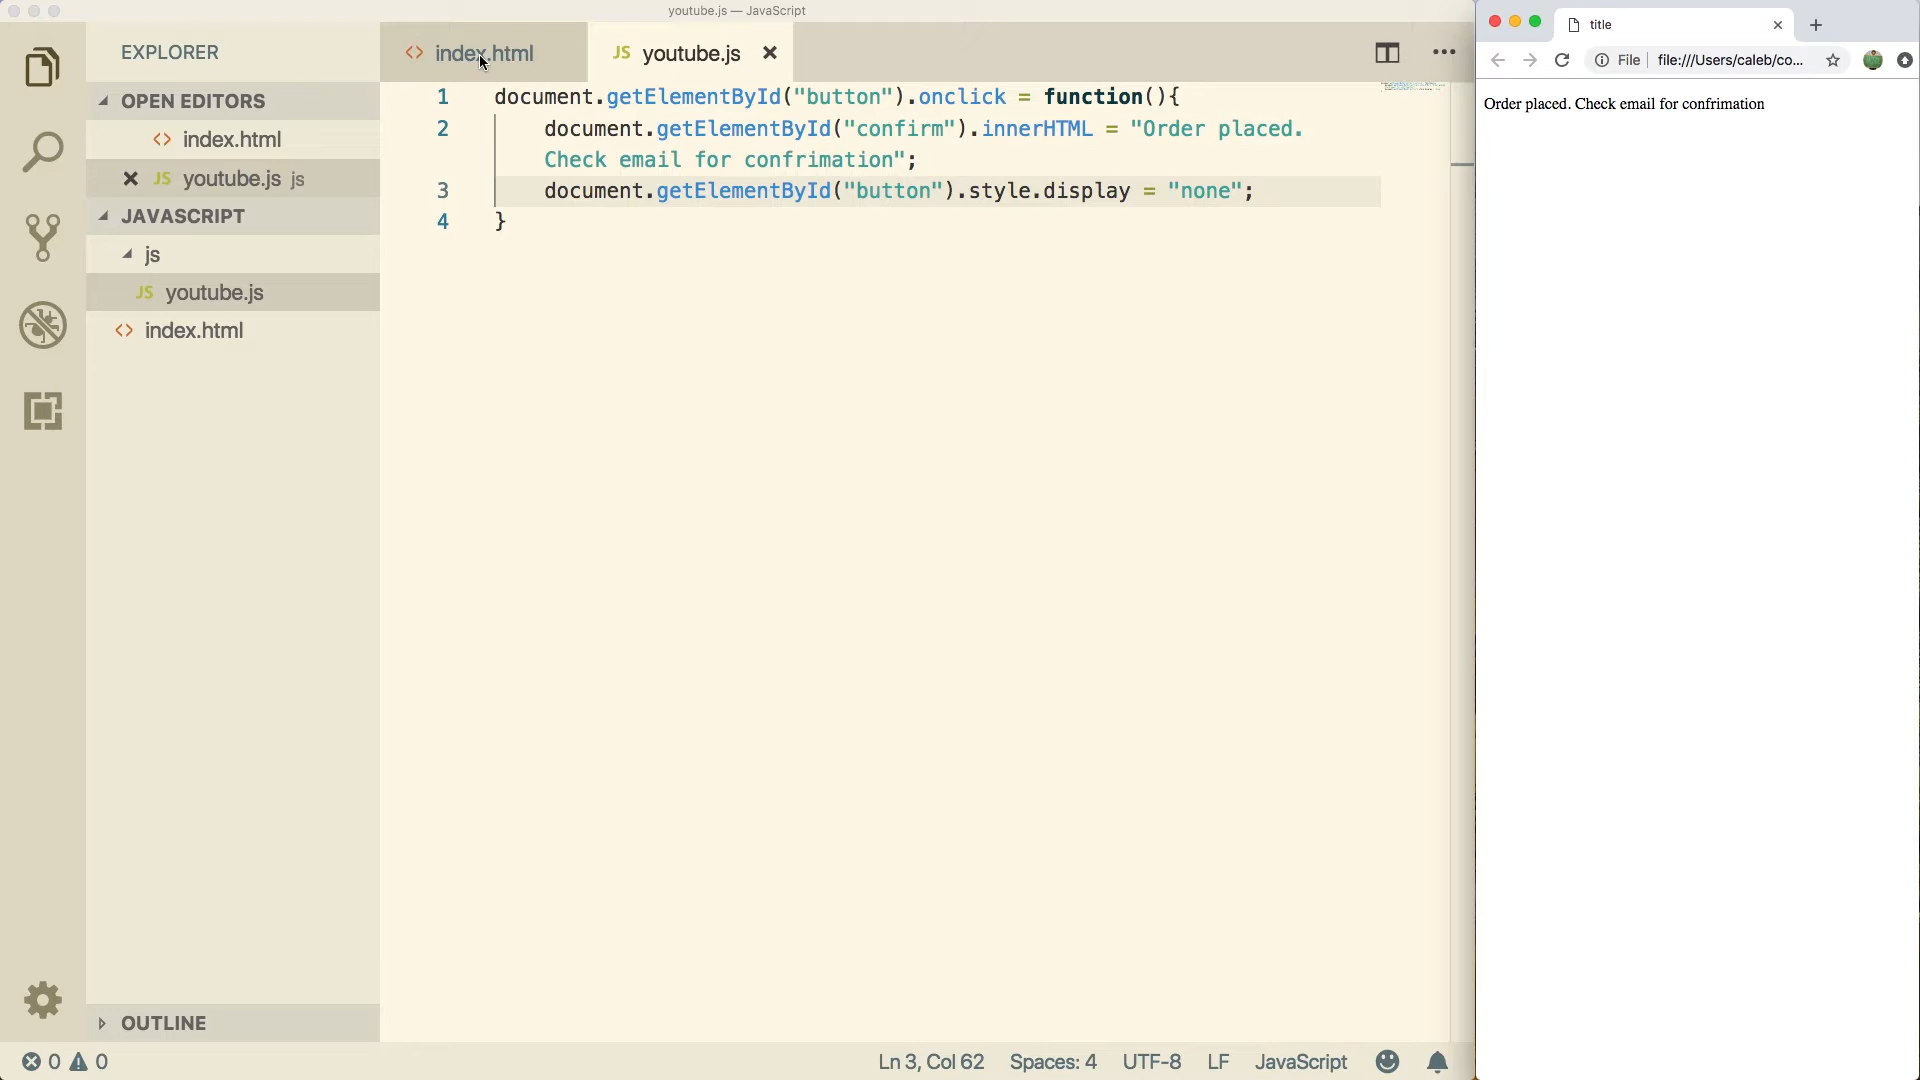 youtube.js — JavaScript
EXPLORER
OPEN EDITORS
index.html
youtube.js js
JAVASCRIPT
js
JS youtube.js
index.html
OUTLINE
index.html
JS youtube.js
1 document.getElementById("button").onclick = function(){
2 document.getElementById("confirm").innerHTML = "Order placed.
Check email for confrimation";
3 document.getElementById("button").style.display = "none";
4 }
0 0
Ln 3, Col 62 Spaces: 4 UTF-8 LF JavaScript
title
File file:///Users/caleb/co...
Order placed. Check email for confrimation